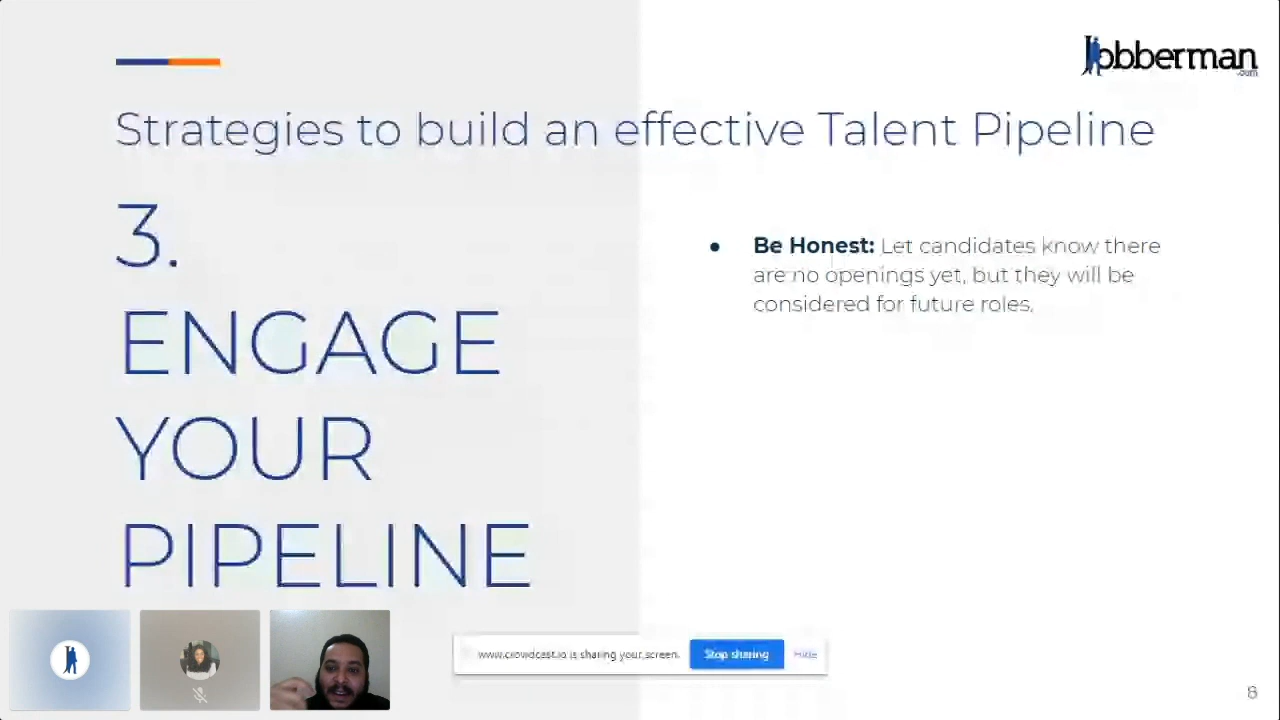 Jobberman
.com
Strategies to build an effective Talent Pipeline
3.
ENGAGE
YOUR
PIPELINE
● Be Honest: Let candidates know there
are no openings yet, but they will be
considered for future roles.
www.crowdcast.io is sharing your screen.
Stop sharing
Hide
6